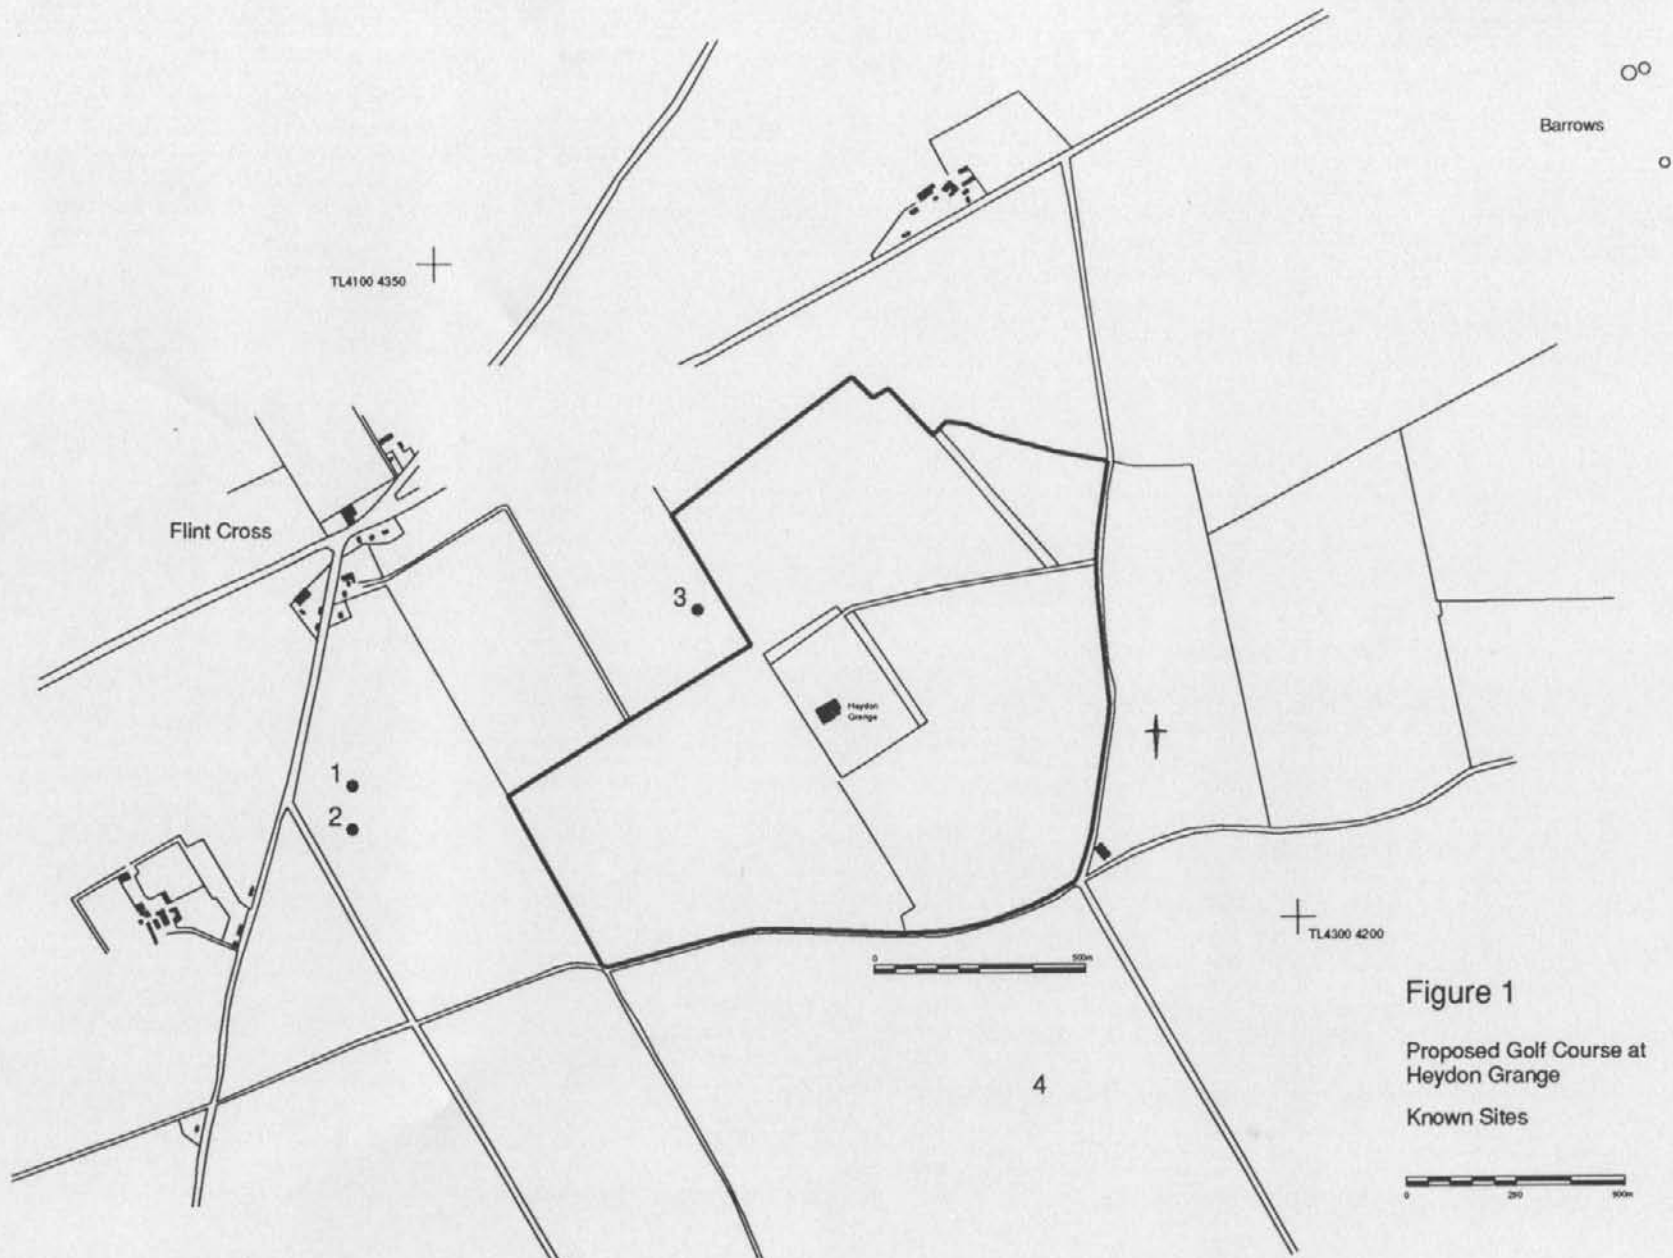 Barrows
TL4100 4350
Flint Cross
3
Heydon
Grange
1
2
TL4300 4200
0 500m
Figure 1
Proposed Golf Course at
Heydon Grange
4
Known Sites
0 250 500m